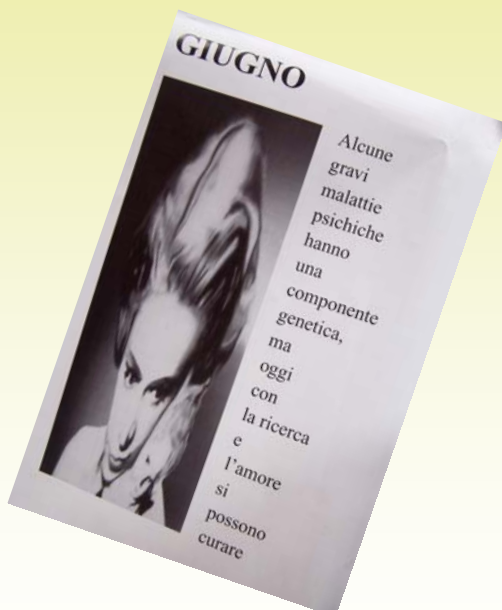 GIUGNO
Alcune
gravi
malattie
psichiche
hanno
una
componente
genetica,
ma
oggi
con
la ricerca
e
l'amore
si
possono
curare